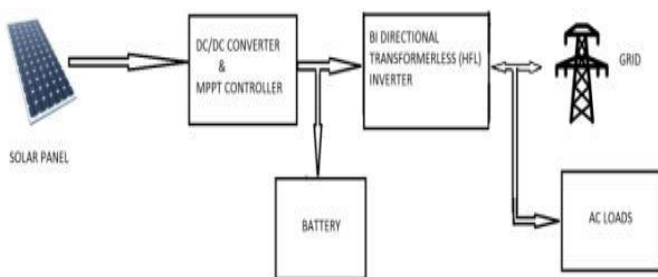 DC/DC CONVERTER
&
MPPT CONTROLLER
BI DIRECTIONAL
TRANSFORMERLESS (HFL)
INVERTER
GRID
SOLAR PANEL
BATTERY
AC LOADS